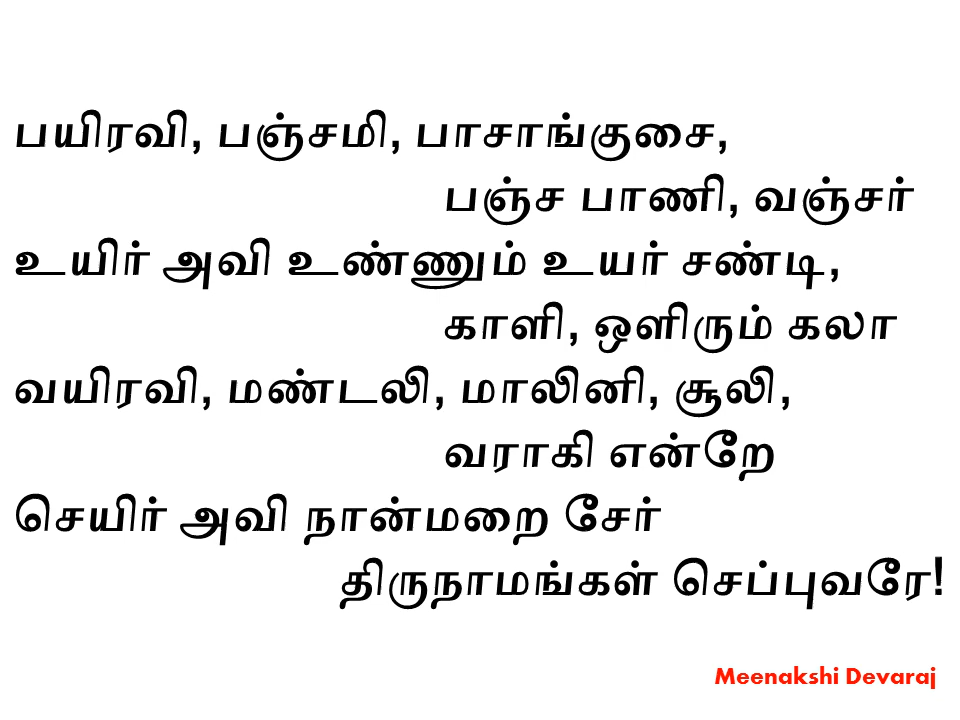 பயிரவி, பஞ்சமி, பாசாங்குசை,
பஞ்ச பாணி, வஞ்சர்
உயிர் அவி உண்ணும் உயர் சண்டி,
காளி, ஒளிரும் கலா
வயிரவி, மண்டலி, மாலினி, சூலி,
வராகி என்றே
செயிர் அவி நான்மறை சேர்
திருநாமங்கள் செப்புவரே!
Meenakshi Devaraj